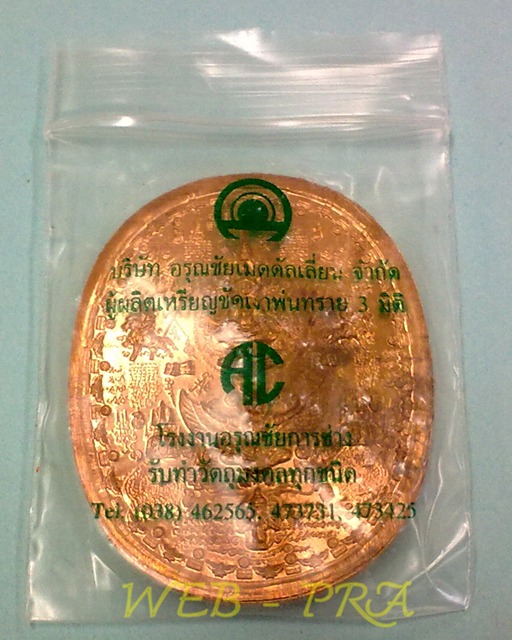 บริษัท อรุณชัยเมดดัลเลี่ยน จำกัด
ผู้ผลิตเหรียญขัดเงาพ่นทราย 3 มิติ
AC
โรงงานอรุณชัยการช่าง
รับทำวัตถุมงคลทุกชนิด
Tel. (038) 462565, 473231, 473425
WEB - PRA